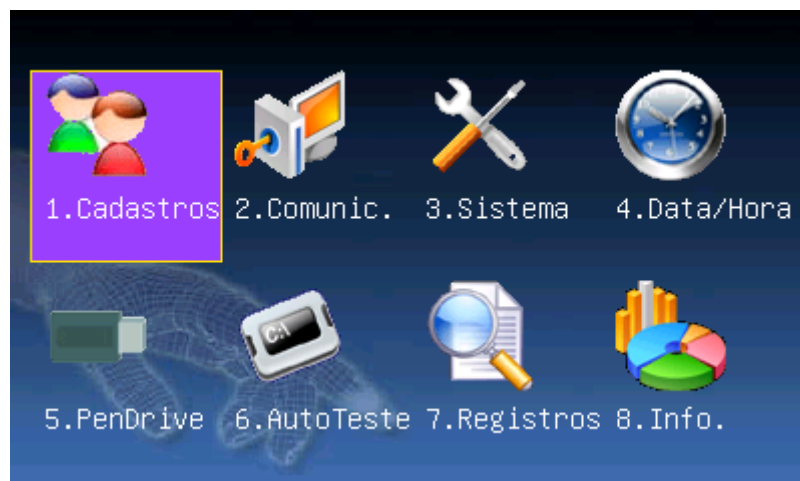 1.Cadastros 2.Comunic. 3.Sistema 4.Data/Hora
C:\
5.PenDrive 6.AutoTeste 7.Registros 8.Info.